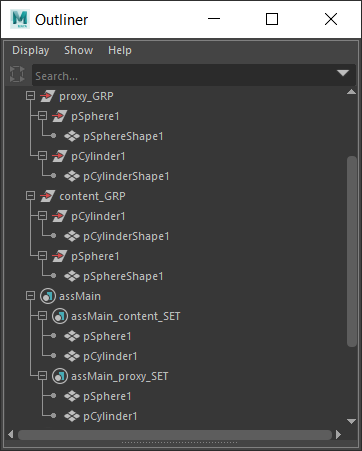 Outliner
Display Show Help
Search...
proxy_GRP
pSphere1
pSphereShape1
pCylinder1
pCylinderShape1
content_GRP
pCylinder1
pCylinderShape1
pSphere1
pSphereShape1
assMain
assMain_content_SET
pSphere1
pCylinder1
assMain_proxy_SET
pSphere1
pCylinder1